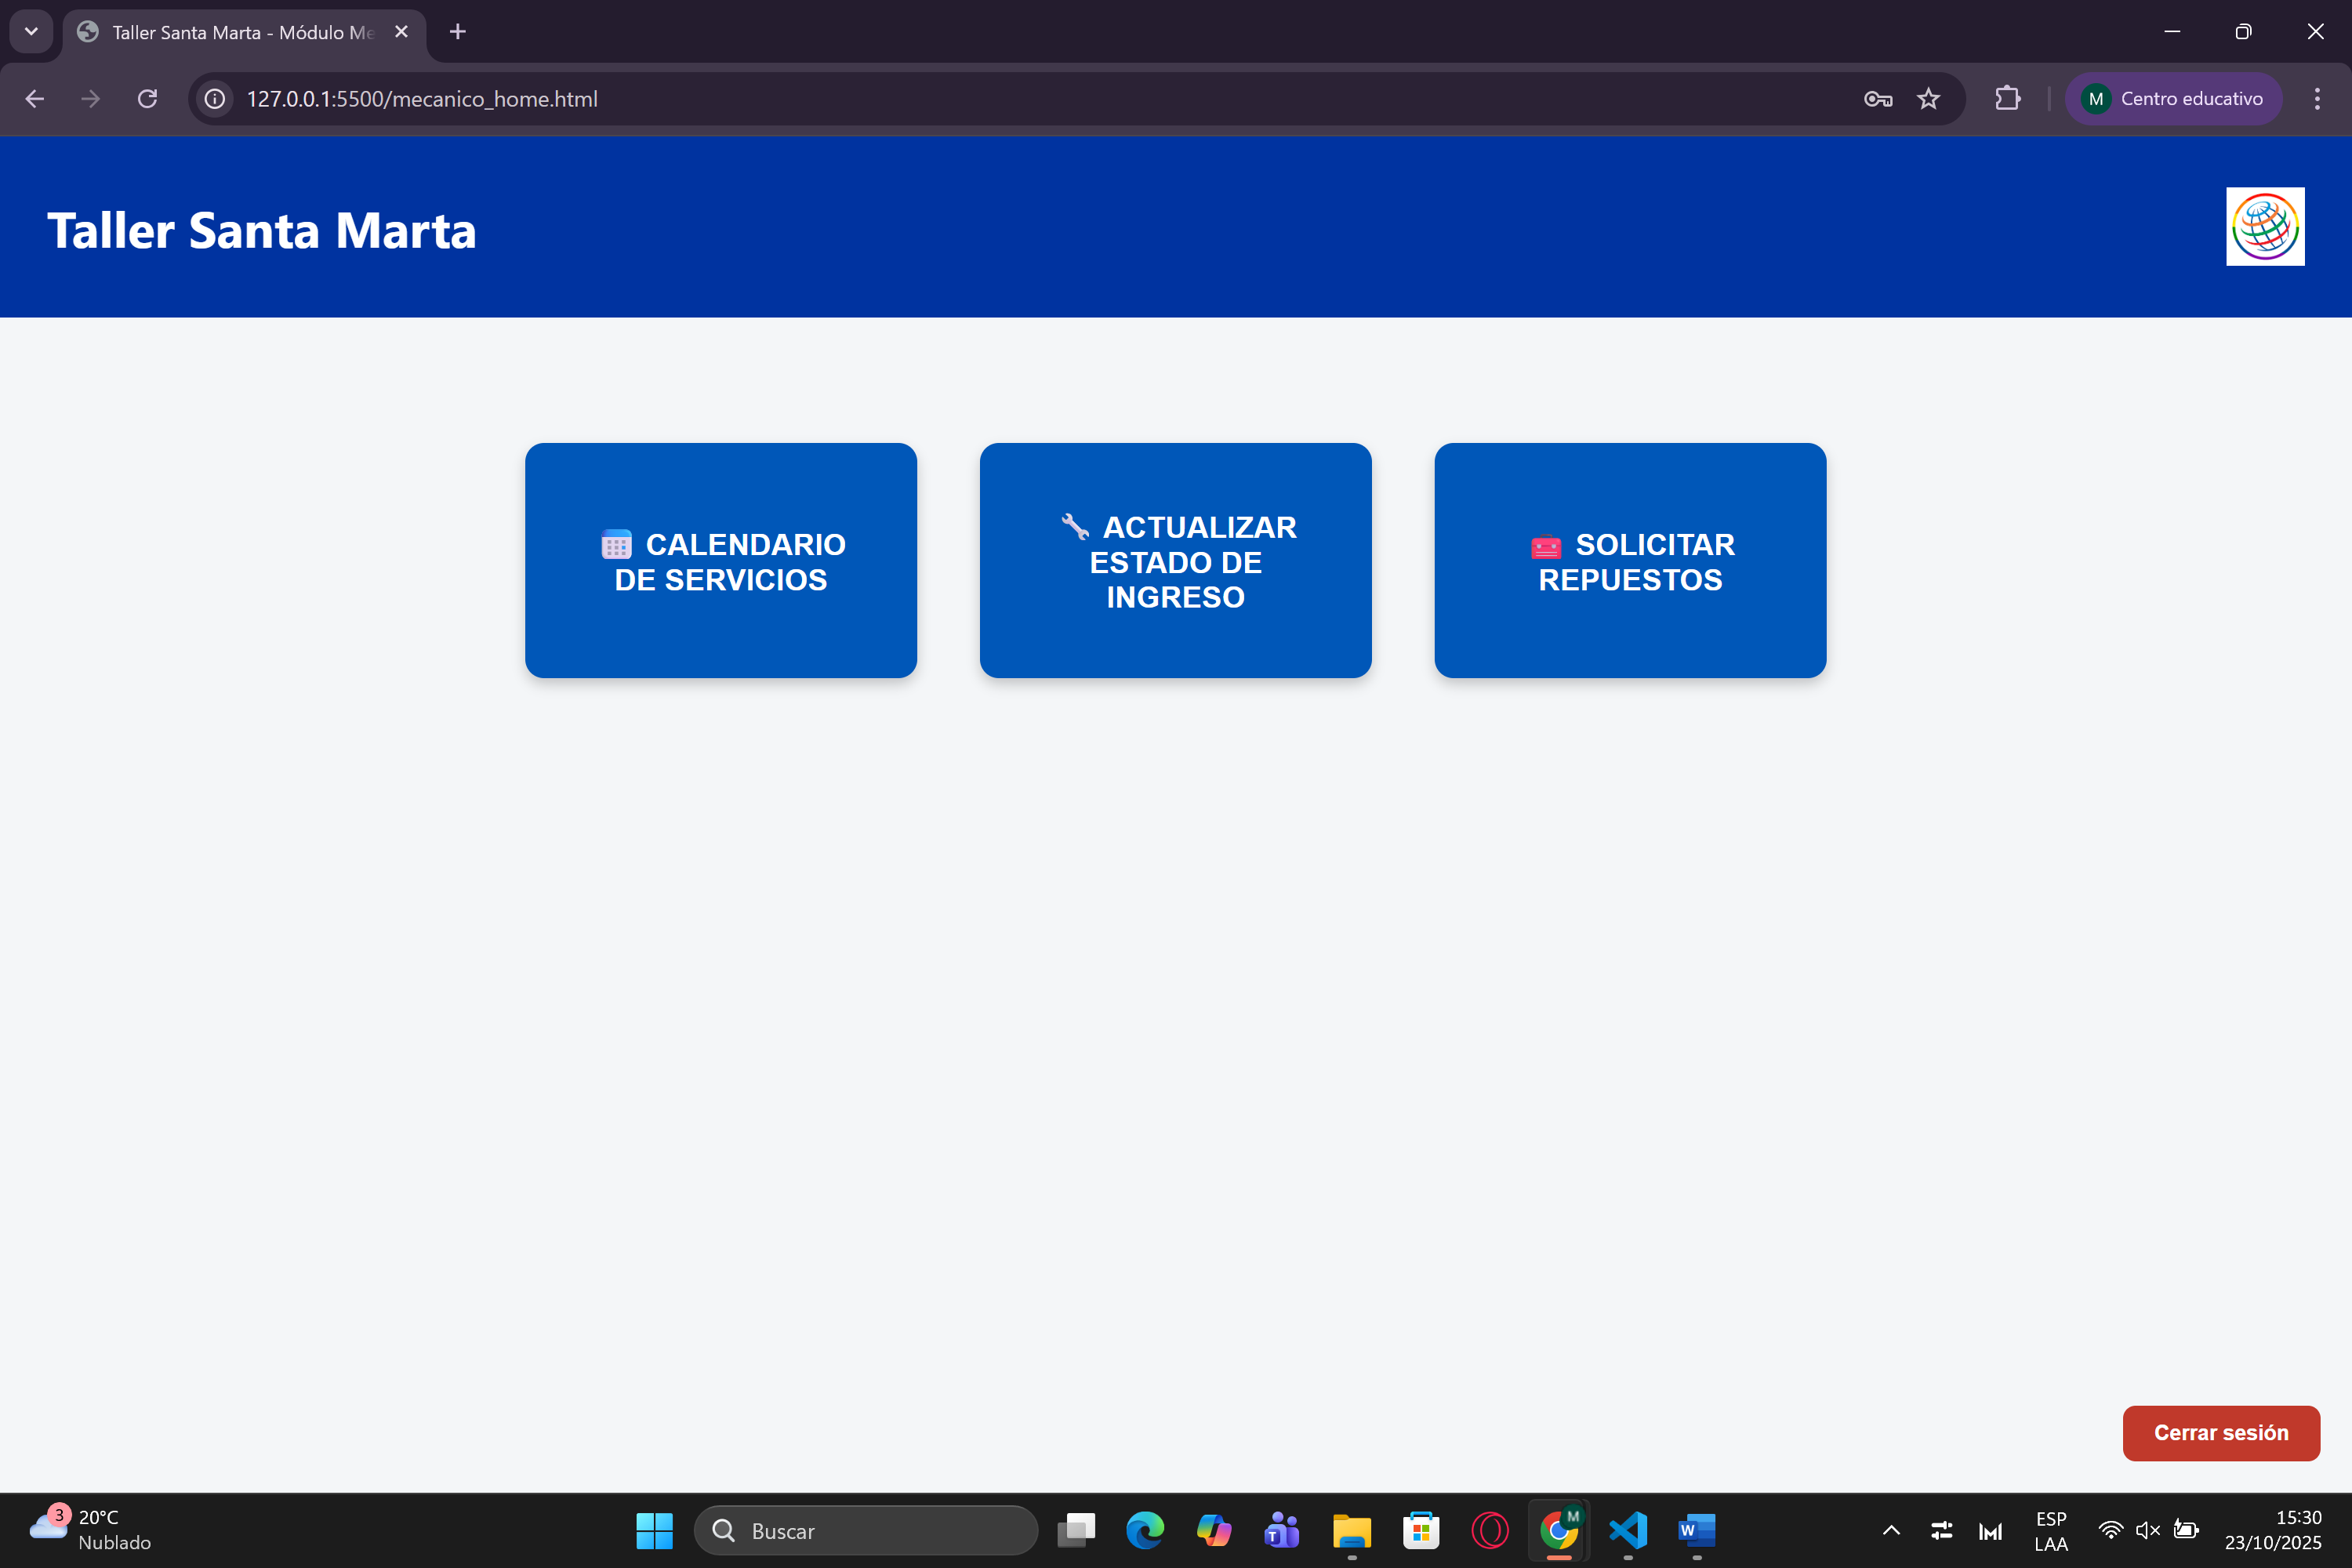 Taller Santa Marta - Módulo Me
127.0.0.1:5500/mecanico_home.html
M
Centro educativo
Taller Santa Marta
CALENDARIO
DE SERVICIOS
ACTUALIZAR
ESTADO DE
INGRESO
SOLICITAR
REPUESTOS
Cerrar sesión
3
20°C
Nublado
Buscar
T
M
W
ESP
LAA
15:30
23/10/2025